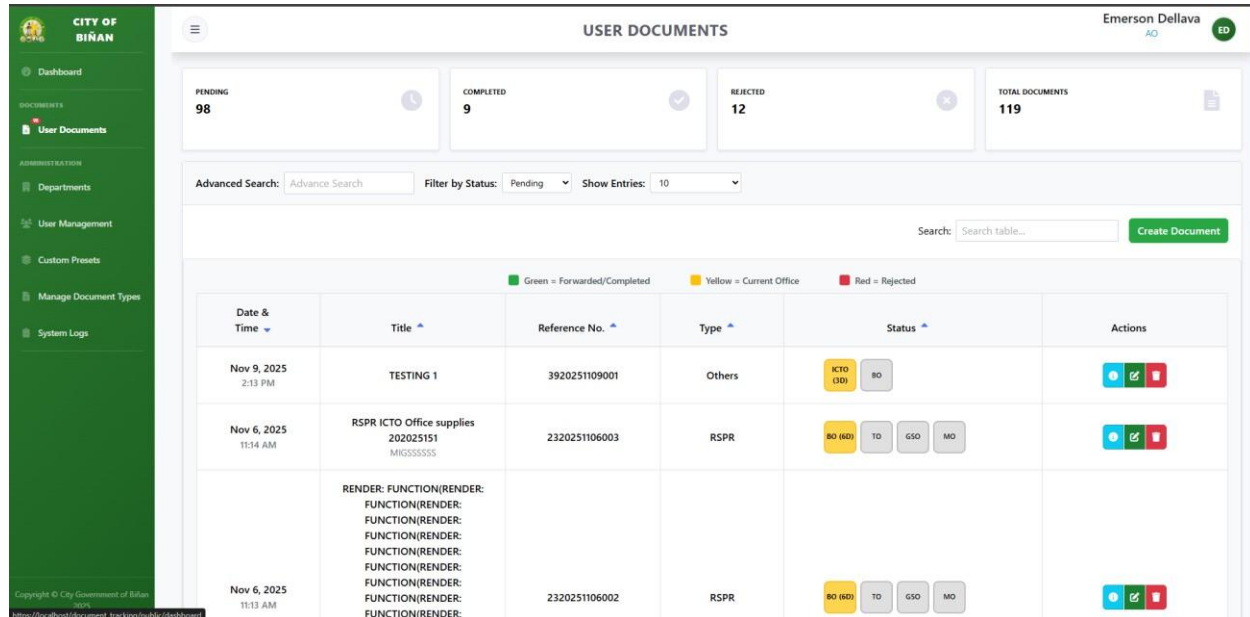 CITY OF
BIÑAN
USER DOCUMENTS
Emerson Dellava
AO
ED
Dashboard
DOCUMENTS
User Documents
ADMINISTRATION
Departments
User Management
Custom Presets
Manage Document Types
System Logs
PENDING
98
COMPLETED
9
REJECTED
12
TOTAL DOCUMENTS
119
Advanced Search: Advance Search Filter by Status: Pending Show Entries: 10
Search: Search table... Create Document
Green = Forwarded/Completed Yellow = Current Office Red = Rejected
Date &
Time Title Reference No. Type Status Actions
Nov 9, 2025
2:13 PM
TESTING 1
3920251109001
Others
ICTO
(3D)
BO
Nov 6, 2025
11:14 AM
RSPR ICTO Office supplies
202025151
MIGSSSSSS
2320251106003
RSPR
BO (6D) TO GSO MO
Nov 6, 2025
11:13 AM
RENDER: FUNCTION(RENDER:
FUNCTION(RENDER:
FUNCTION(RENDER:
FUNCTION(RENDER:
FUNCTION(RENDER:
FUNCTION(RENDER:
FUNCTION(RENDER:
FUNCTION(RENDER:
FUNCTION(RENDER:
2320251106002
RSPR
BO (6D) TO GSO MO
Copyright © City Government of Biñan
2025
https://localhost/document_tracking/public/dashboard